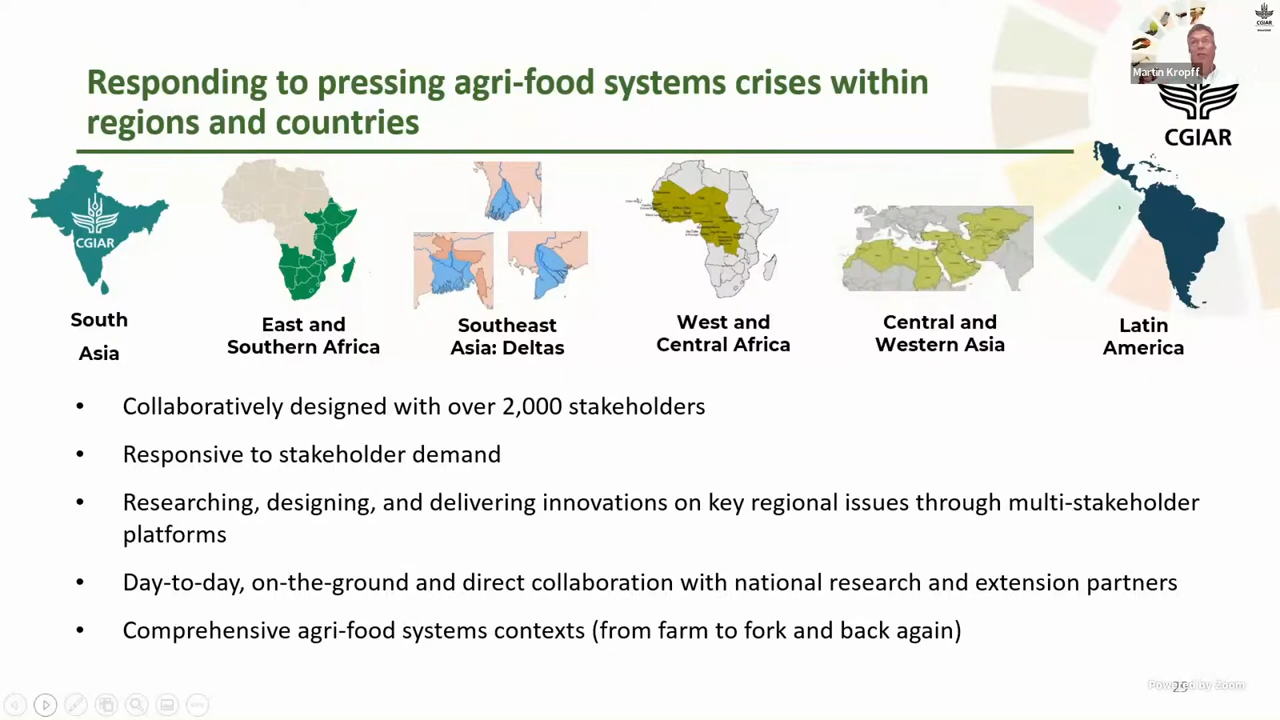 CGIAR
Martin Kropff
Responding to pressing agri-food systems crises within
regions and countries
CGIAR
CGIAR
South
Asia
East and
Southern Africa
Southeast
Asia: Deltas
West and
Central Africa
Central and
Western Asia
Latin
America
• Collaboratively designed with over 2,000 stakeholders
• Responsive to stakeholder demand
• Researching, designing, and delivering innovations on key regional issues through multi-stakeholder
platforms
• Day-to-day, on-the-ground and direct collaboration with national research and extension partners
• Comprehensive agri-food systems contexts (from farm to fork and back again)
Powered by Zoom